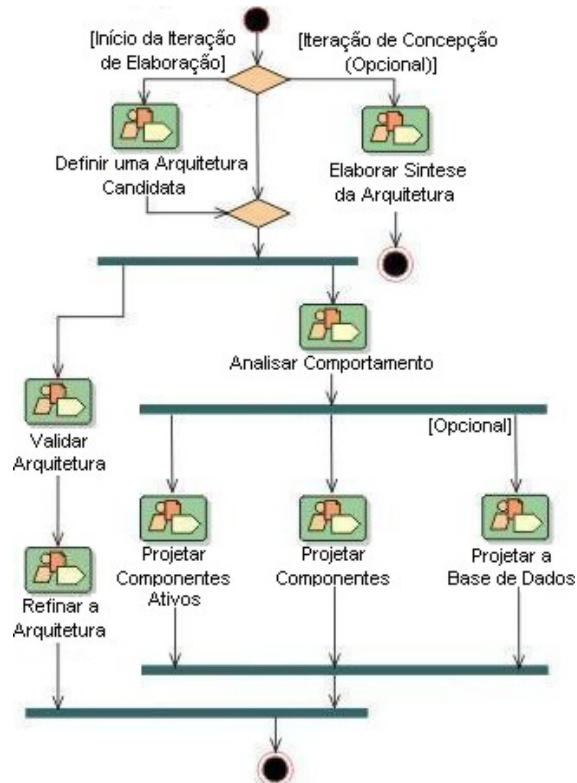 [Início da Iteração
de Elaboração]
[Iteração de Concepção
(Opcional)]
Definir uma Arquitetura
Candidata
Elaborar Sintese
da Arquitetura
Analisar Comportamento
[Opcional]
Validar
Arquitetura
Projetar
Componentes
Ativos
Projetar
Componentes
Projetar a
Base de Dados
Refinar a
Arquitetura